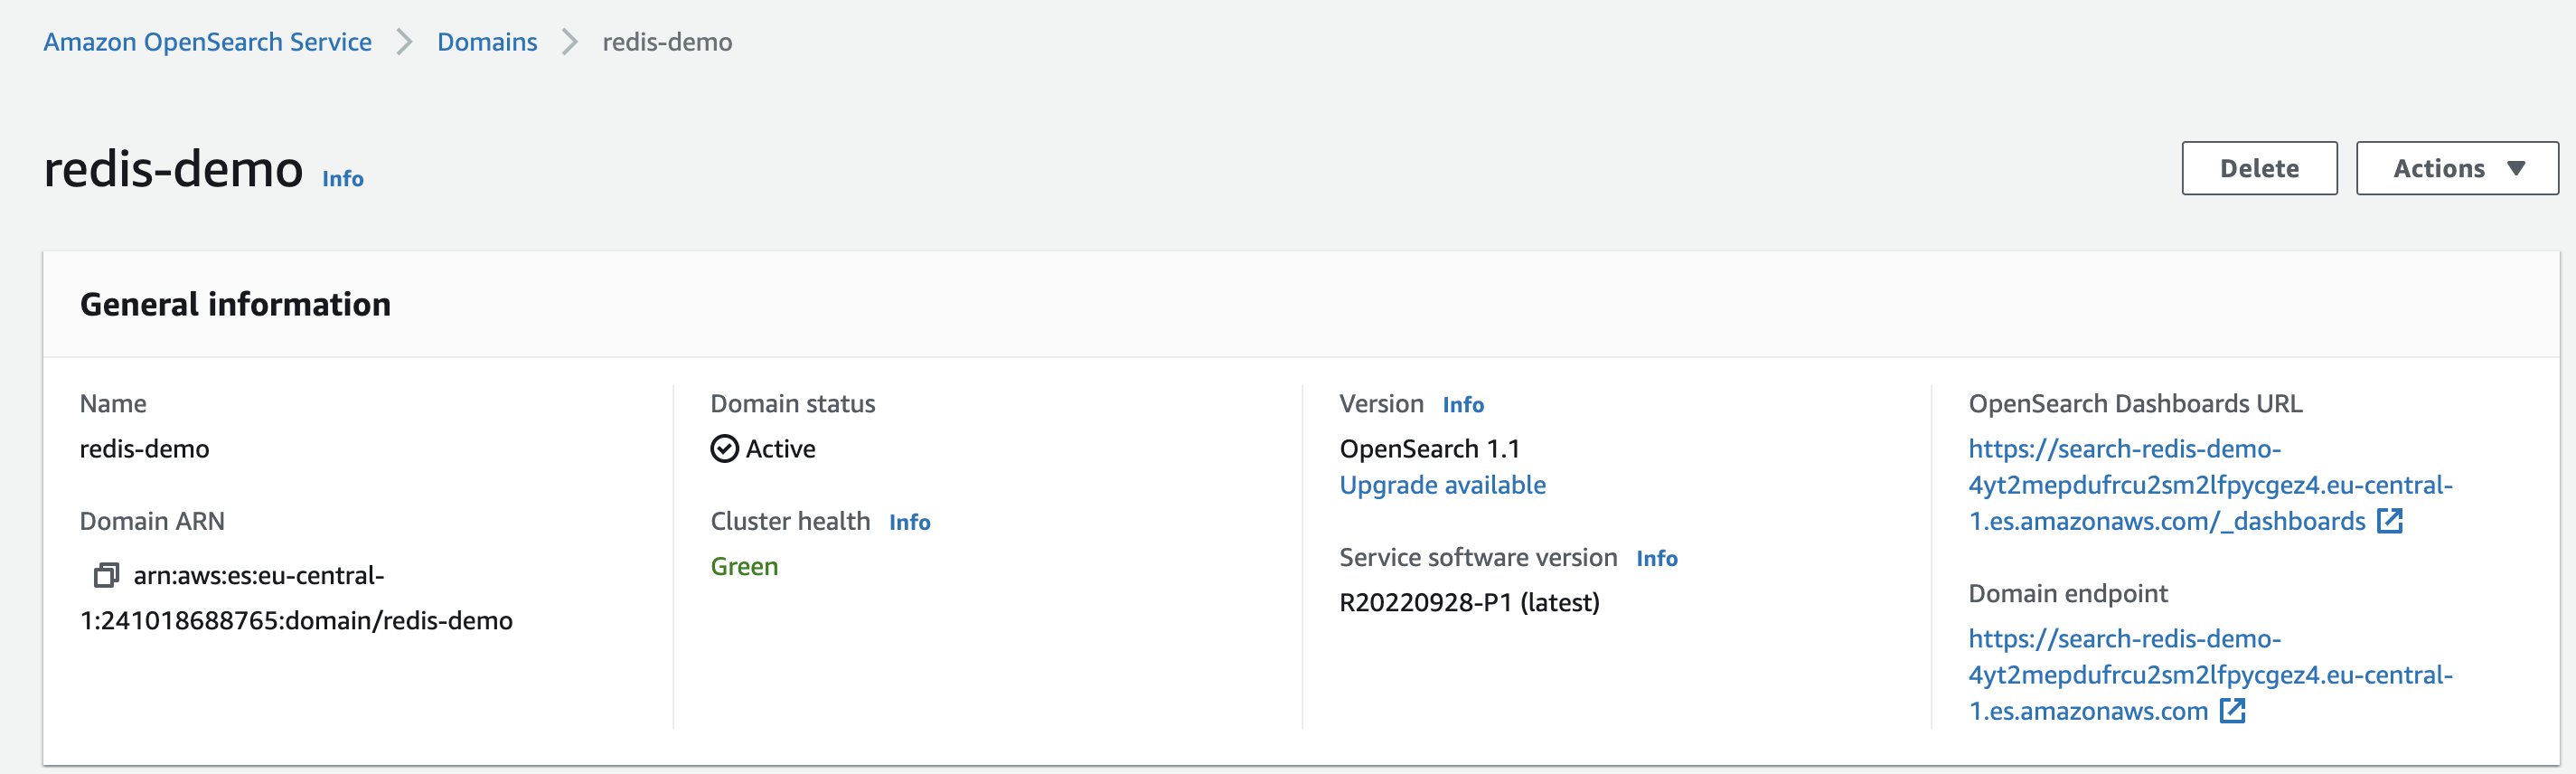 Amazon OpenSearch Service > Domains > redis-demo
redis-demo Info
Delete
Actions
General information
Name
redis-demo
Domain ARN
arn:aws:es:eu-central-
1:241018688765:domain/redis-demo
Domain status
Active
Cluster health Info
Green
Version Info
OpenSearch 1.1
Upgrade available
Service software version Info
R20220928-P1 (latest)
OpenSearch Dashboards URL
https://search-redis-demo-
4yt2mepdufrcu2sm2lfpycgez4.eu-central-
1.es.amazonaws.com/_dashboards
Domain endpoint
https://search-redis-demo-
4yt2mepdufrcu2sm2lfpycgez4.eu-central-
1.es.amazonaws.com